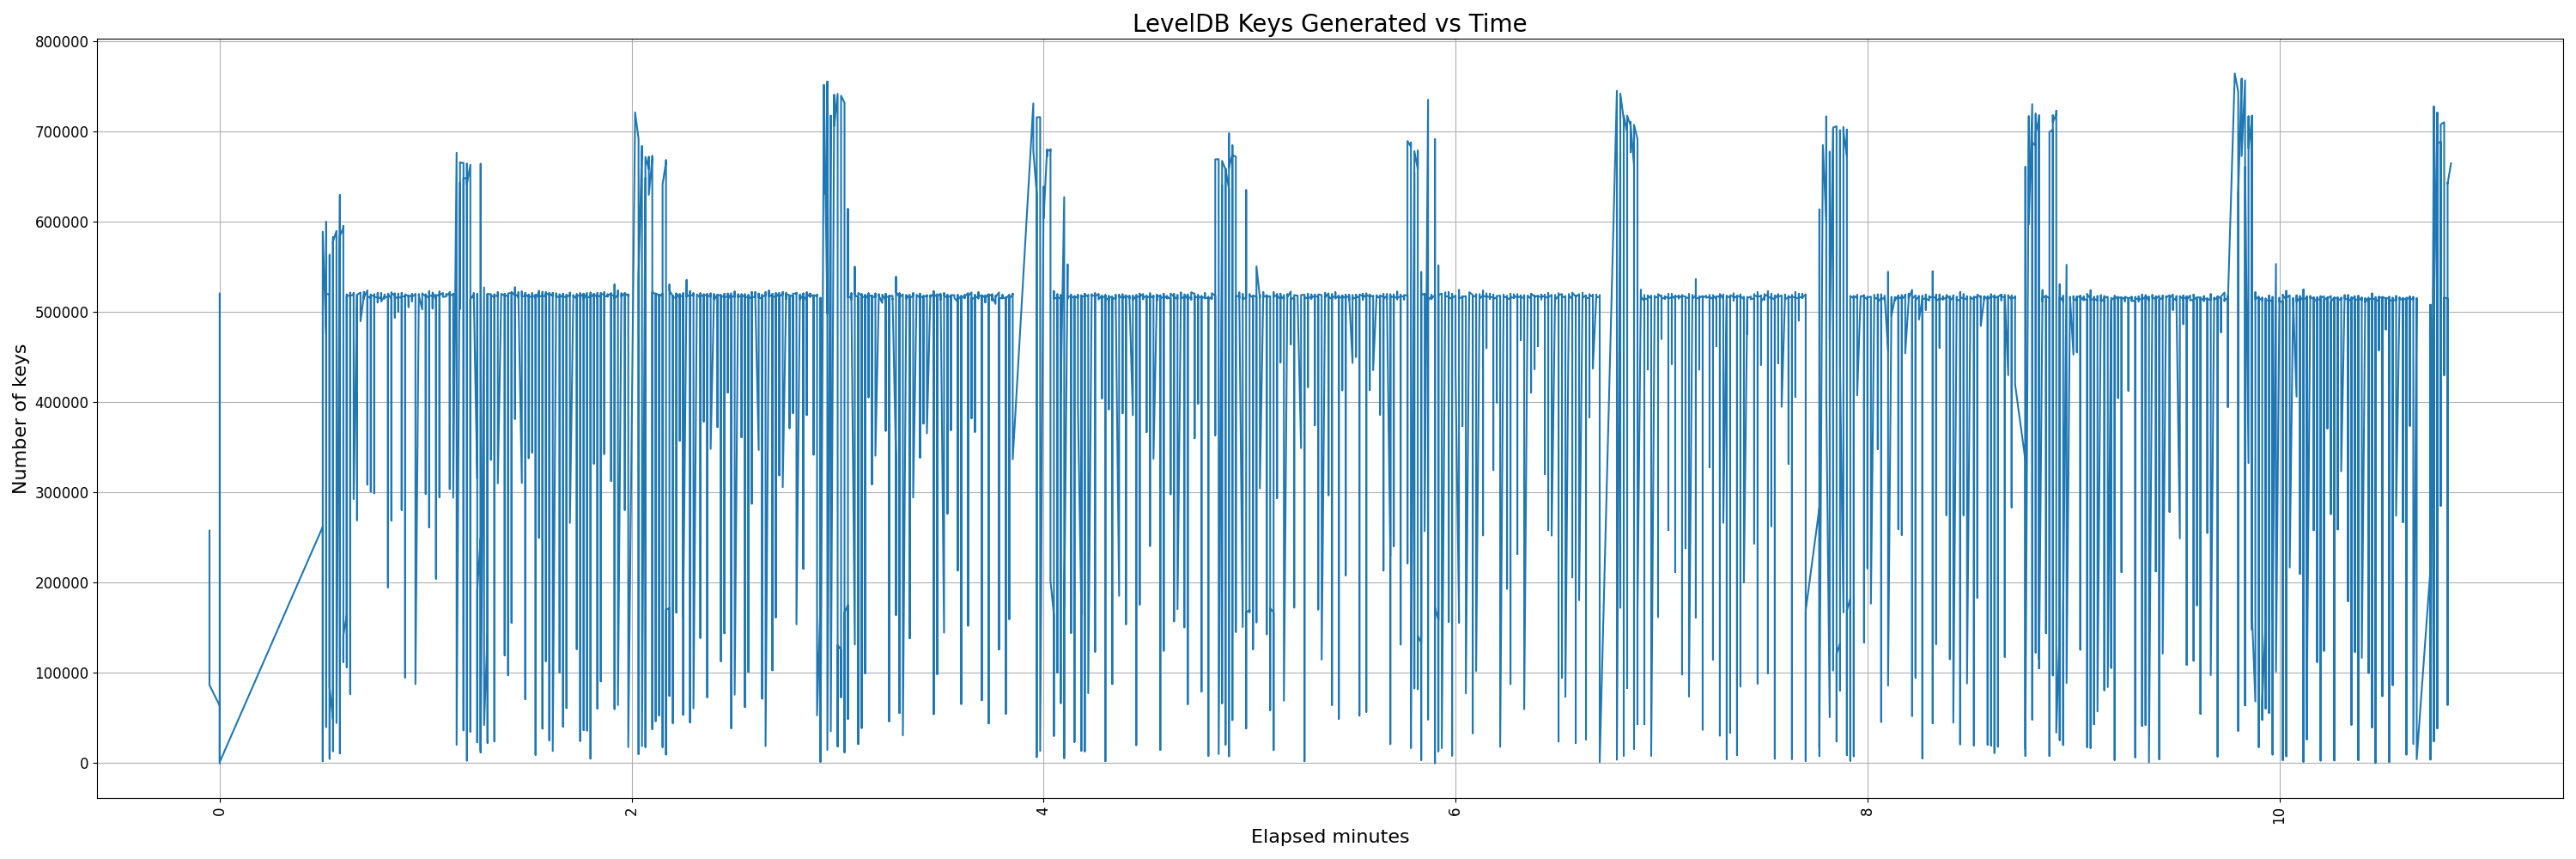 LevelDB Keys Generated vs Time
Number of keys
800000
700000
600000
500000
400000
300000
200000
100000
0
0 2 4 6 8 10
Elapsed minutes